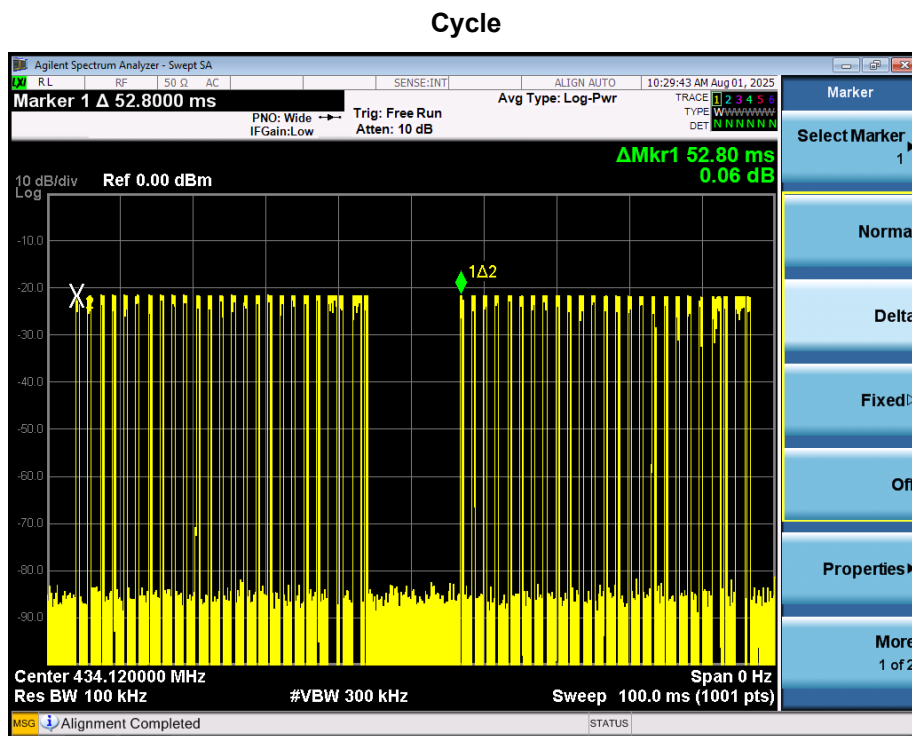 Cycle
Agilent Spectrum Analyzer - Swept SA
LXI RL RF 50 Ω AC SENSE:INT ALIGN AUTO 10:29:43 AM Aug 01, 2025
Marker 1 Δ 52.8000 ms
PNO: Wide
IFGain:Low
Trig: Free Run
Atten: 10 dB
Avg Type: Log-Pwr
TRACE 1 2 3 4 5 6
TYPE WWWWWW
DET N N N N N N
ΔMkr1 52.80 ms
0.06 dB
10 dB/div Ref 0.00 dBm
Log
-10.0
-20.0
-30.0
-40.0
-50.0
-60.0
-70.0
-80.0
-90.0
X
1Δ2
Center 434.120000 MHz Span 0 Hz
Res BW 100 kHz #VBW 300 kHz Sweep 100.0 ms (1001 pts)
MSG Alignment Completed STATUS
Marker
Select Marker
1
Norma
Delta
Fixed
Off
Properties
More
1 of 2